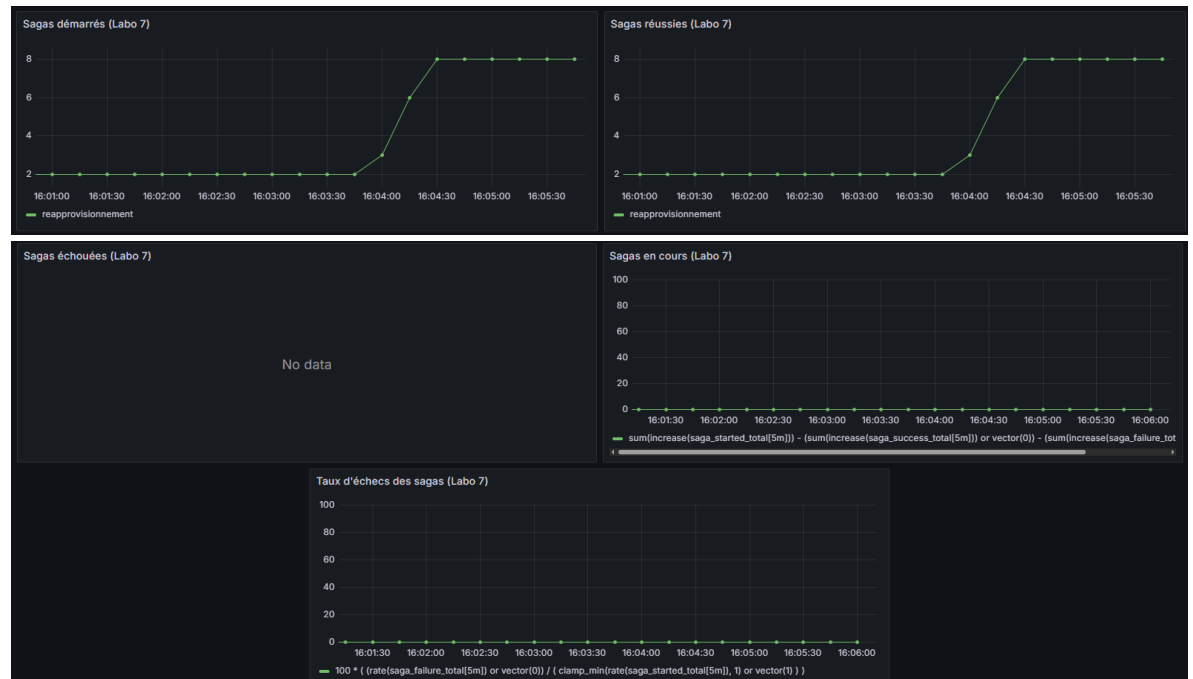 Sagas démarrés (Labo 7)
8
6
4
2
16:01:00 16:01:30 16:02:00 16:02:30 16:03:00 16:03:30 16:04:00 16:04:30 16:05:00 16:05:30
reapprovisionnement
Sagas réussies (Labo 7)
8
6
4
2
16:01:00 16:01:30 16:02:00 16:02:30 16:03:00 16:03:30 16:04:00 16:04:30 16:05:00 16:05:30
reapprovisionnement
Sagas échouées (Labo 7)
No data
Sagas en cours (Labo 7)
100
80
60
40
20
0
16:01:30 16:02:00 16:02:30 16:03:00 16:03:30 16:04:00 16:04:30 16:05:00 16:05:30 16:06:00
sum(increase(saga_started_total[5m])) - (sum(increase(saga_success_total[5m])) or vector(0)) - (sum(increase(saga_failure_tot
Taux d'échecs des sagas (Labo 7)
100
80
60
40
20
0
16:01:30 16:02:00 16:02:30 16:03:00 16:03:30 16:04:00 16:04:30 16:05:00 16:05:30 16:06:00
100 * ( (rate(saga_failure_total[5m]) or vector(0)) / ( clamp_min(rate(saga_started_total[5m]), 1) or vector(1) ) )